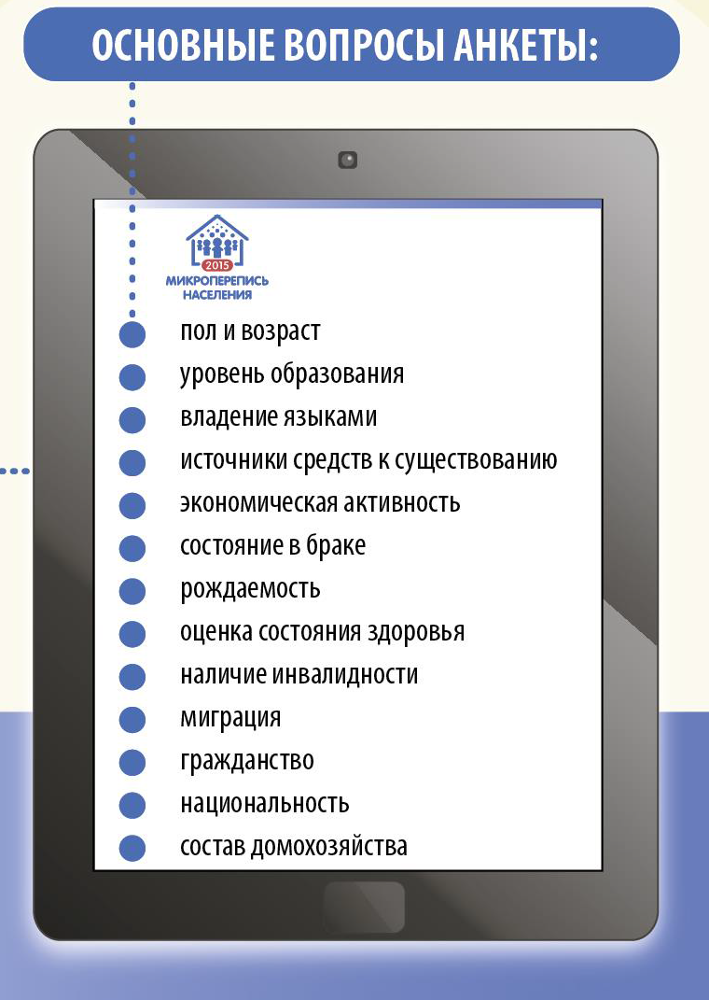 ОСНОВНЫЕ ВОПРОСЫ АНКЕТЫ:
2015
МИКРОПЕРЕПИСЬ
НАСЕЛЕНИЯ
пол и возраст
уровень образования
владение языками
источники средств к существованию
экономическая активность
состояние в браке
рождаемость
оценка состояния здоровья
наличие инвалидности
миграция
гражданство
национальность
состав домохозяйства